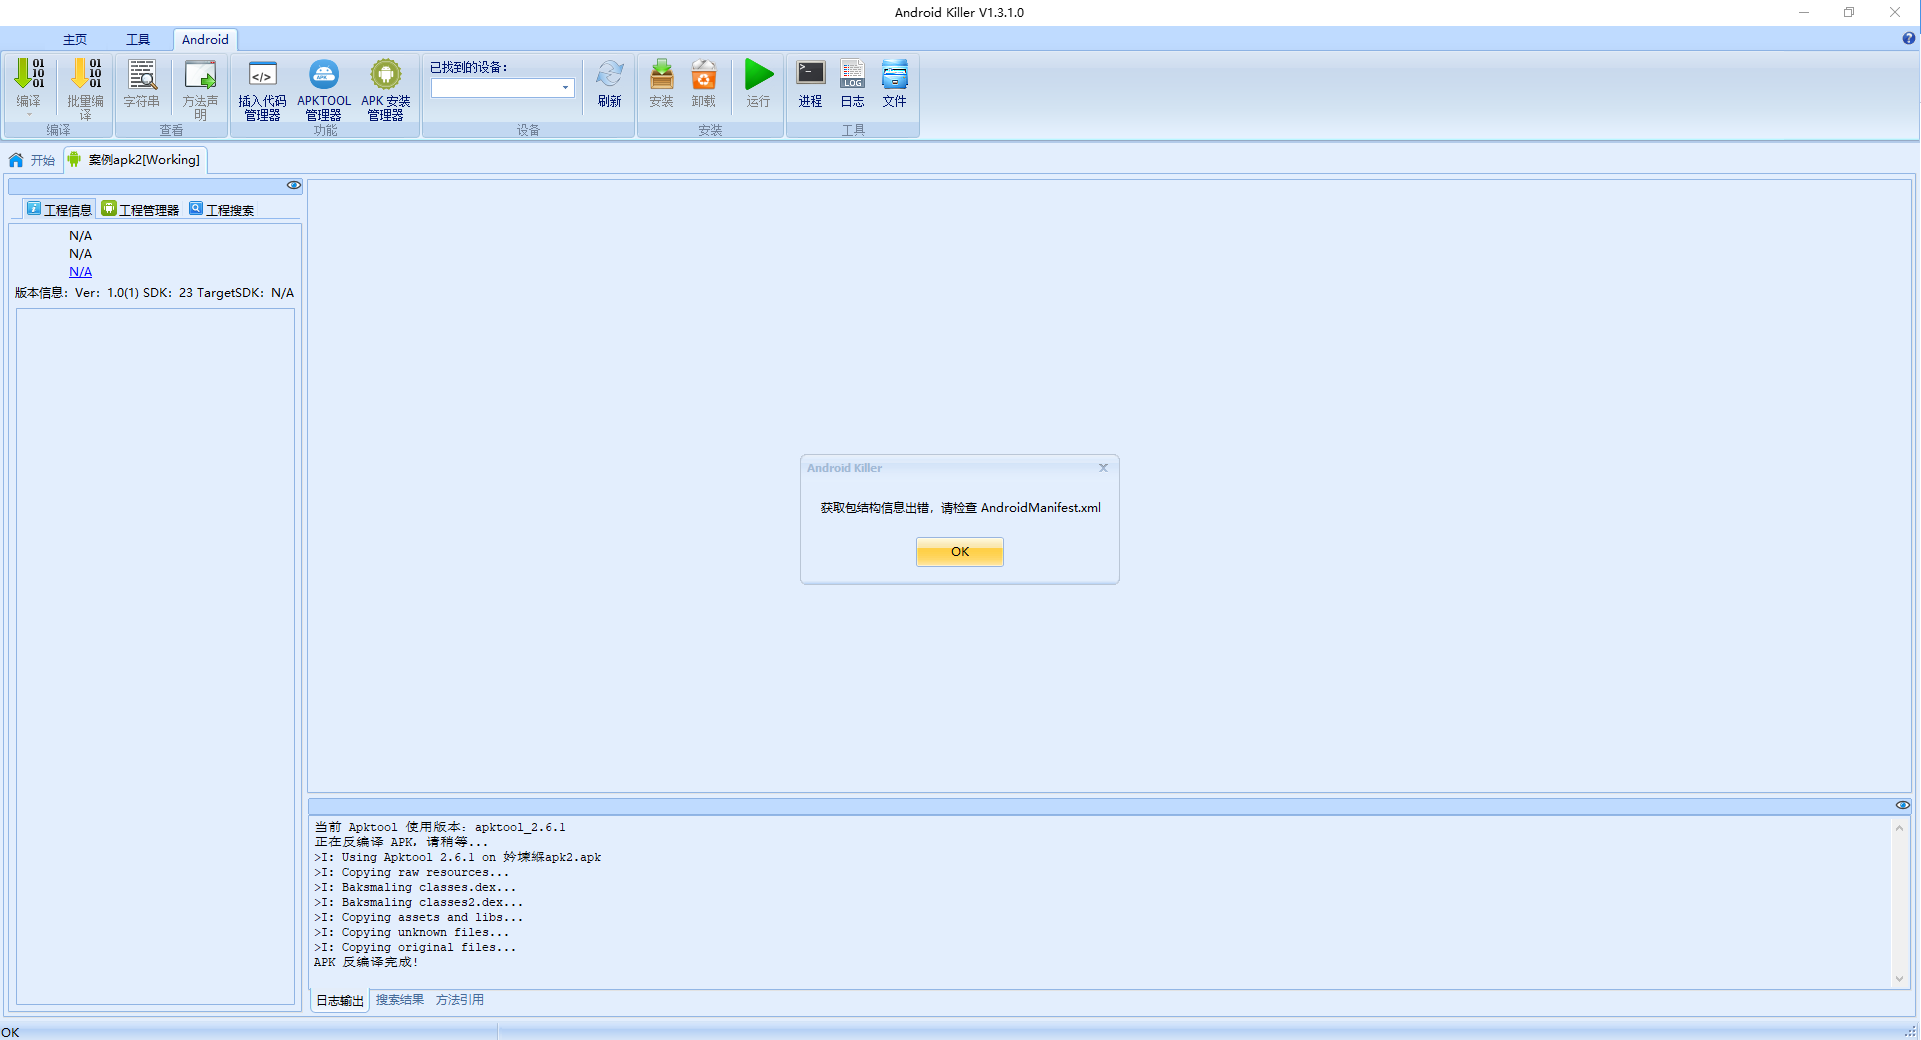 Android Killer V1.3.1.0
主页 工具 Android
编译 批量编译 字符串 方法声明 插入代码管理器 APKTOOL 管理器 APK 安装管理器 已找到的设备： 刷新 安装 卸载 运行 进程 日志 文件
编译 查看 功能 设备 安装 工具
开始 案例apk2[Working]
工程信息 工程管理器 工程搜索
N/A
N/A
N/A
版本信息：Ver：1.0(1) SDK：23 TargetSDK：N/A
Android Killer
获取包结构信息出错，请检查 AndroidManifest.xml
OK
当前 Apktool 使用版本：apktool_2.6.1
正在反编译 APK，请稍等...
>I: Using Apktool 2.6.1 on 妗堜緥apk2.apk
>I: Copying raw resources...
>I: Baksmaling classes.dex...
>I: Baksmaling classes2.dex...
>I: Copying assets and libs...
>I: Copying unknown files...
>I: Copying original files...
APK 反编译完成!
日志输出 搜索结果 方法引用
OK